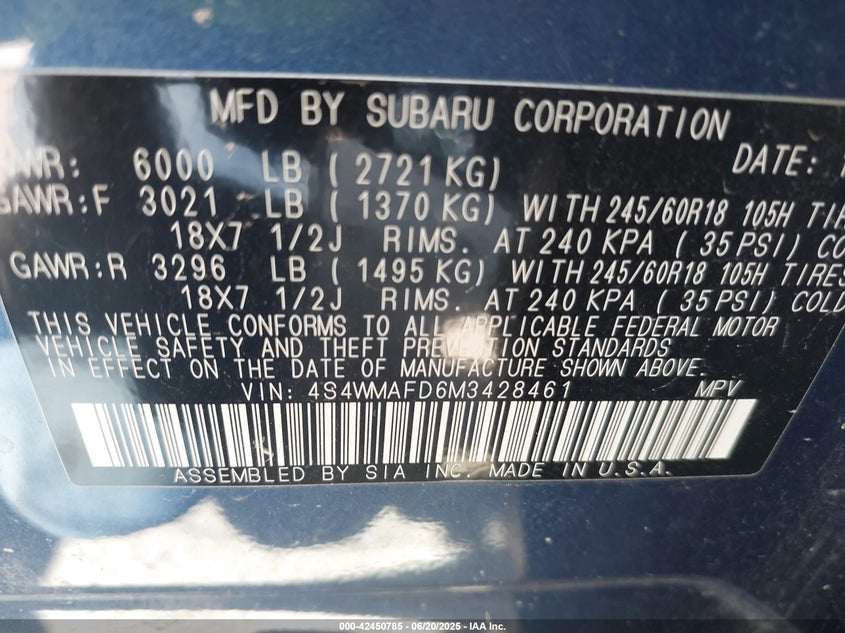 MFD BY SUBARU CORPORATION
6000 LB ( 2721 KG) DATE:
GAWR:F 3021 LB ( 1370 KG) WITH 245/60R18 105H
18X7 1/2J RIMS. AT 240 KPA ( 35 PSI)
GAWR:R 3296 LB ( 1495 KG) WITH 245/60R18 105H TIRES
18X7 1/2J RIMS. AT 240 KPA ( 35 PSI) COLD
THIS VEHICLE CONFORMS TO ALL APPLICABLE FEDERAL MOTOR
VEHICLE SAFETY AND THEFT PREVENTION STANDARDS
IN EFFECT ON THE DATE OF MANUFACTURE SHOWN ABOVE.
VIN: 4S4WMAFD6M3428461 MPV
ASSEMBLED BY SIA INC. MADE IN U.S.A.
000-42450785 - 06/20/2025 - IAA Inc.